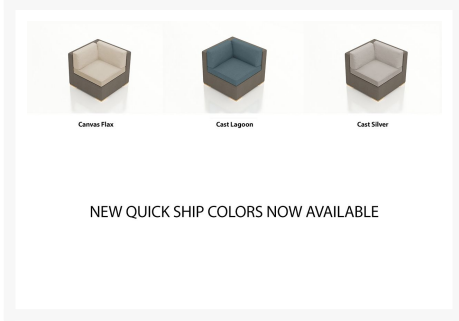 Canvas Flax
Cast Lagoon
Cast Silver
NEW QUICK SHIP COLORS NOW AVAILABLE